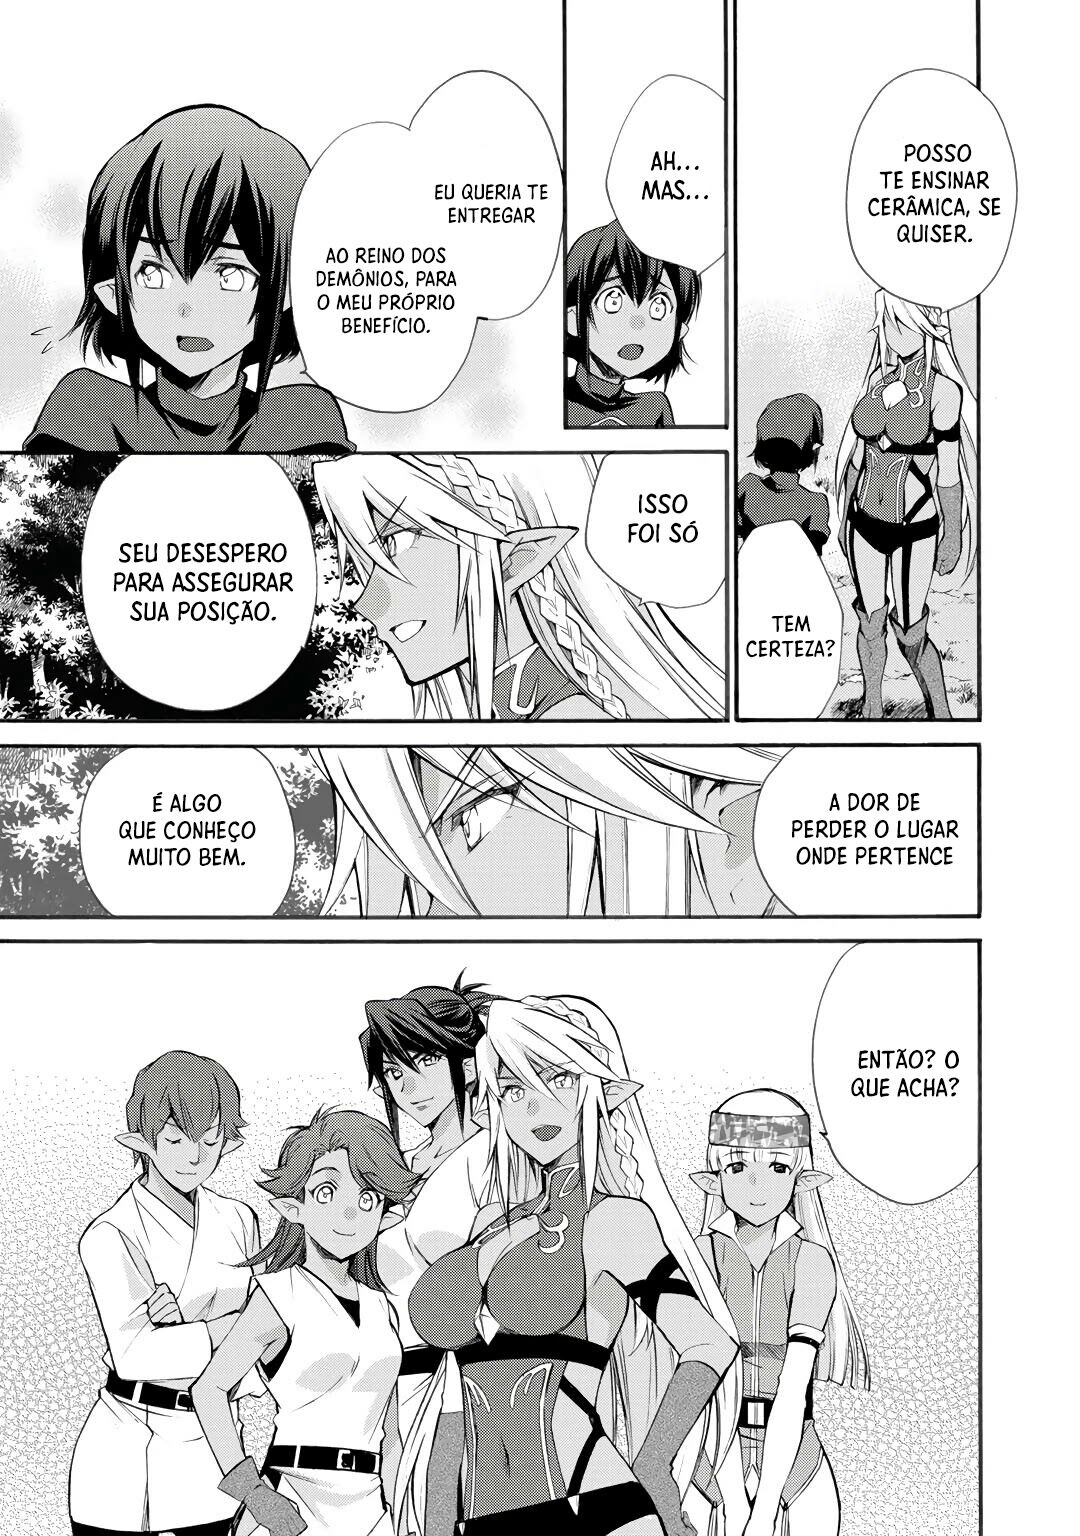 POSSO
TE ENSINAR
CERÂMICA, SE
QUISER.
TEM
CERTEZA?
AH...
MAS...
EU QUERIA TE
ENTREGAR
AO REINO DOS
DEMÔNIOS, PARA
O MEU PRÓPRIO
BENEFÍCIO.
ISSO
FOI SÓ
SEU DESESPERO
PARA ASSEGURAR
SUA POSIÇÃO.
A DOR DE
PERDER O LUGAR
ONDE PERTENCE
É ALGO
QUE CONHEÇO
MUITO BEM.
ENTÃO? O
QUE ACHA?